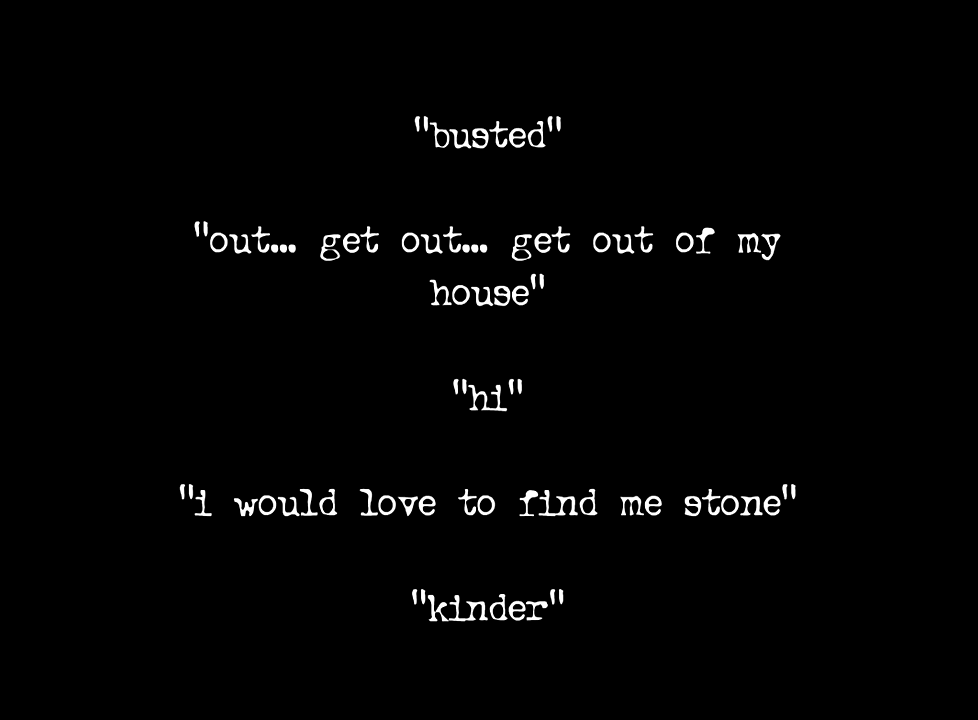 "busted"
"out... get out... get out of my
house"
"hi"
"i would love to find me stone"
"kinder"